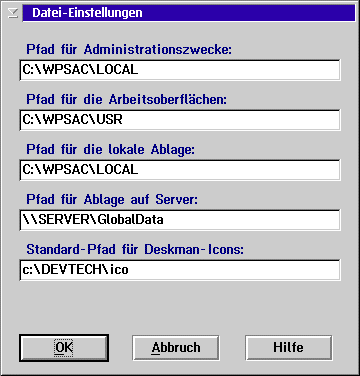 Datei-Einstellungen
Pfad für Administrationszwecke:
C:\WPSAC\LOCAL
Pfad für die Arbeitsoberflächen:
C:\WPSAC\USR
Pfad für die lokale Ablage:
C:\WPSAC\LOCAL
Pfad für Ablage auf Server:
\\SERVER\GlobalData
Standard-Pfad für Deskman-Icons:
c:\DEVTECH\ico
OK Abbruch Hilfe